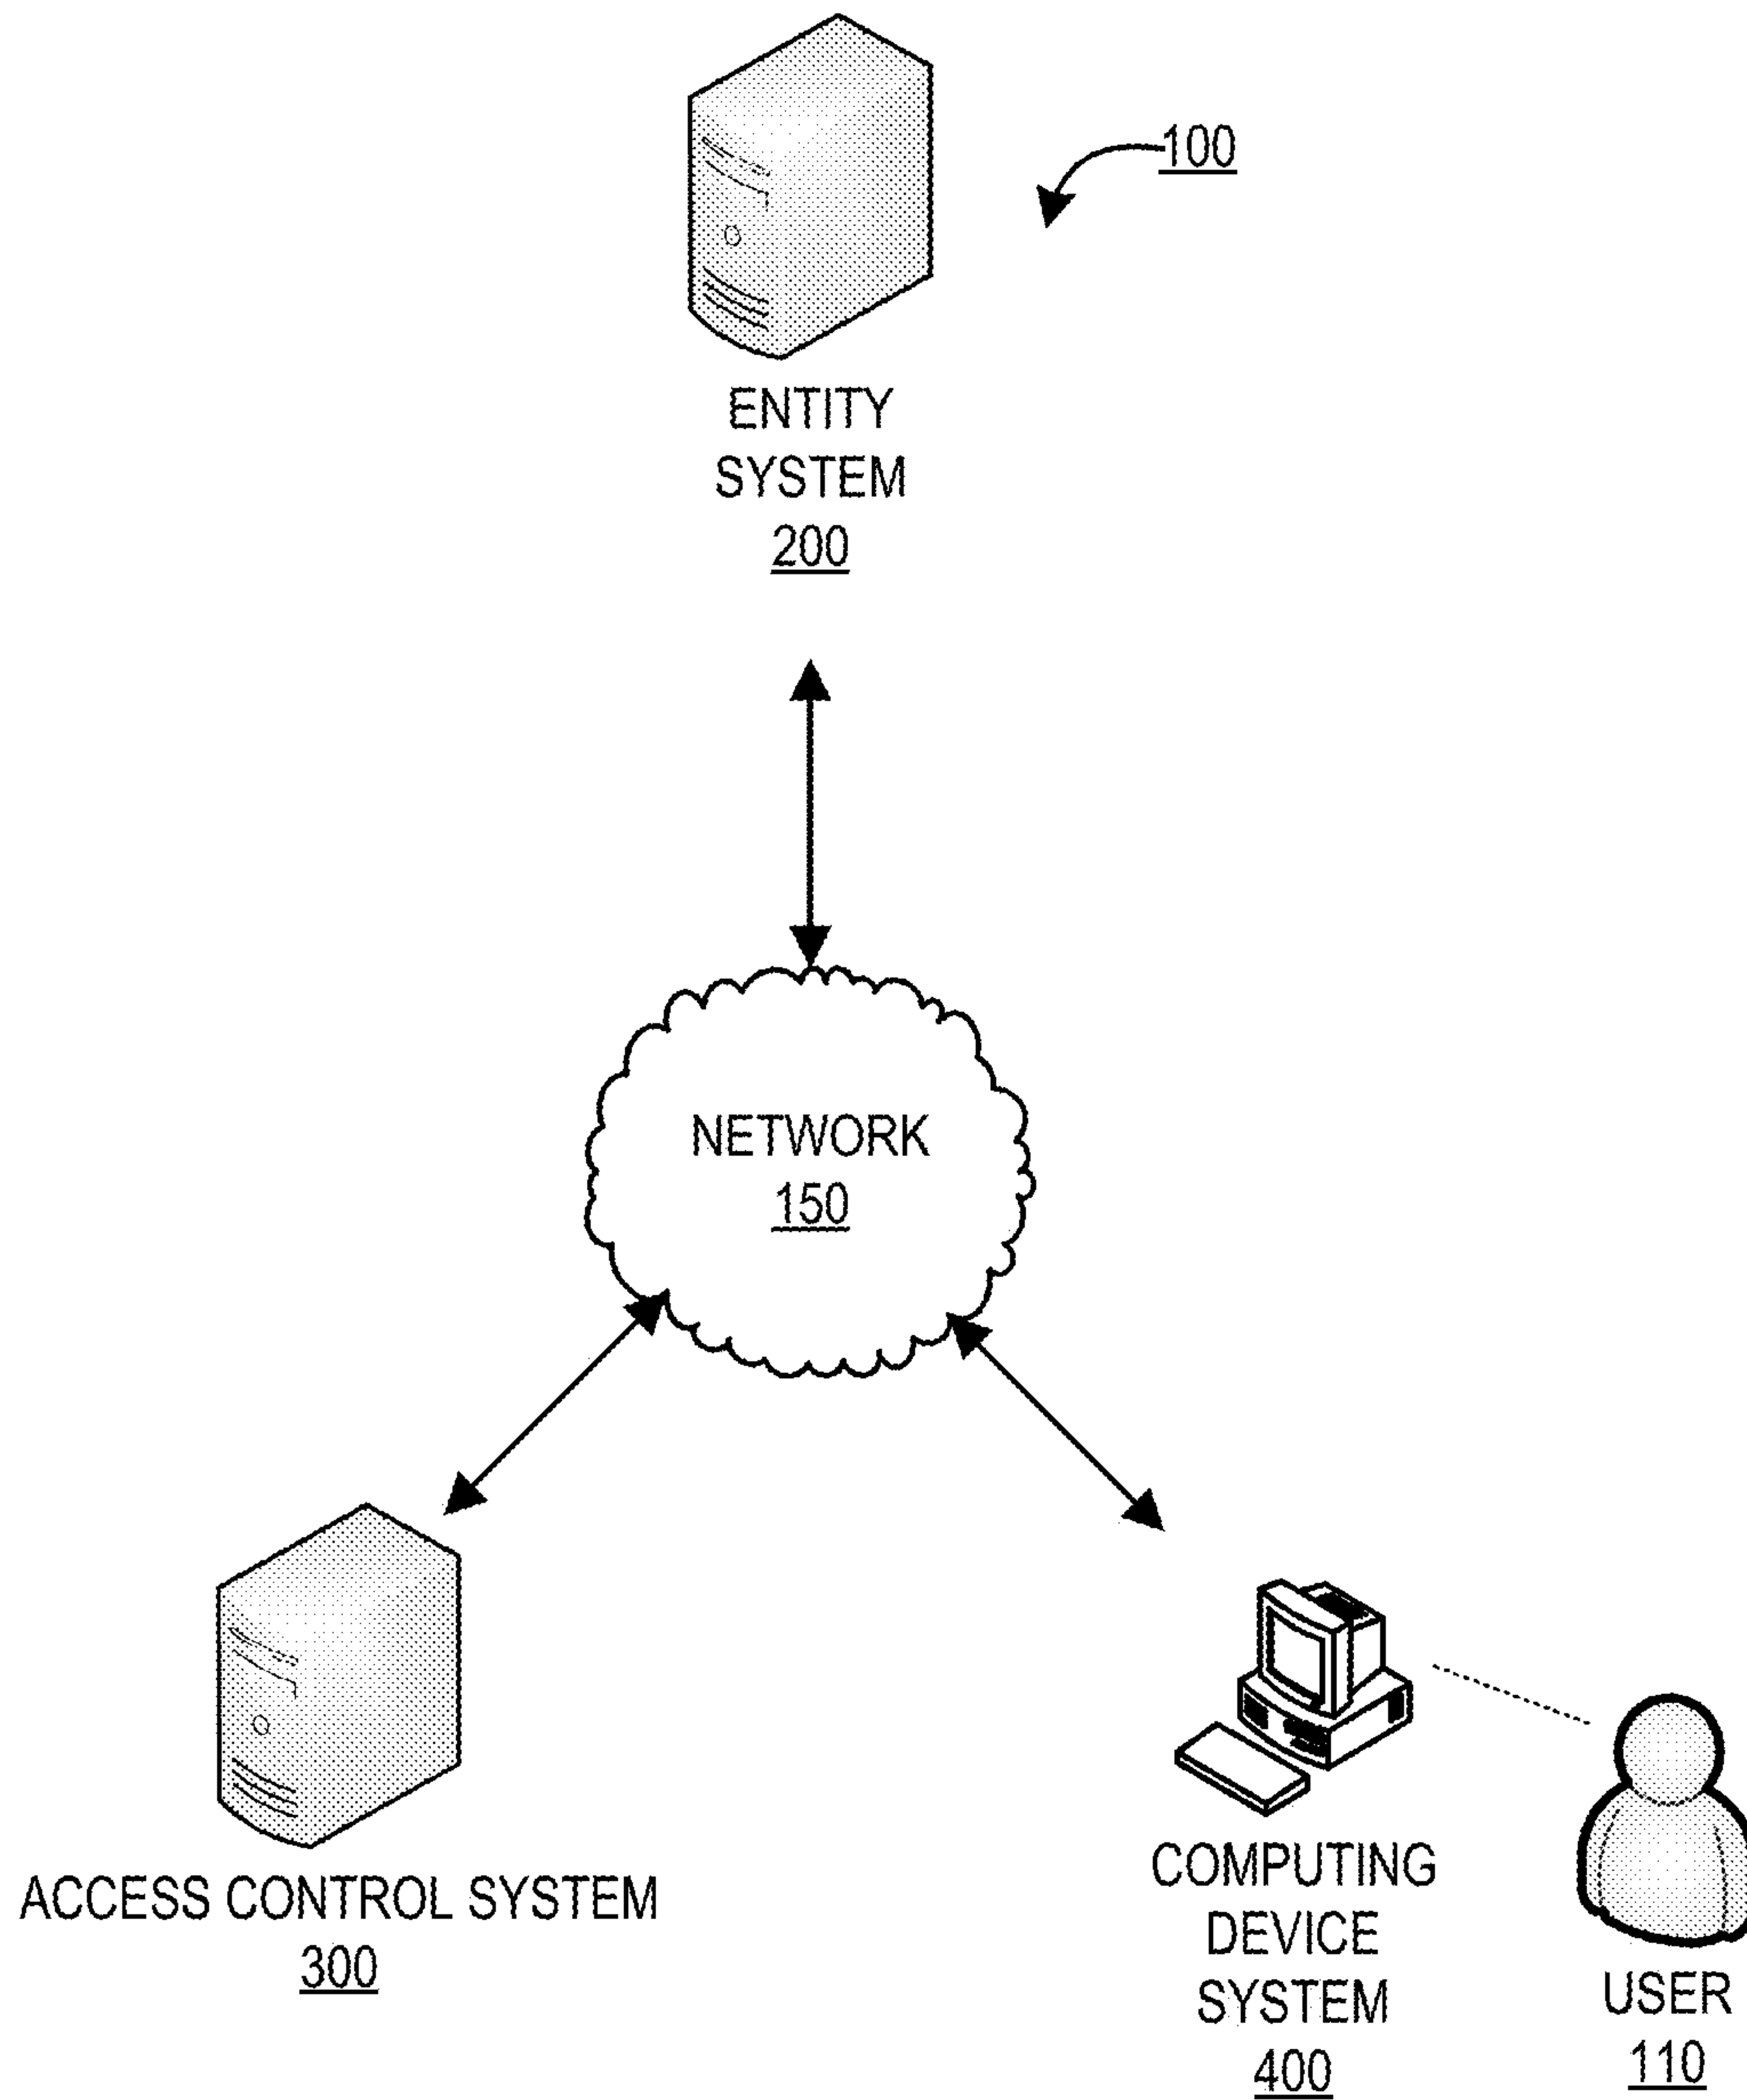 100
ENTITY
SYSTEM
200
NETWORK
150
ACCESS CONTROL SYSTEM
300
COMPUTING
DEVICE
SYSTEM
400
USER
110